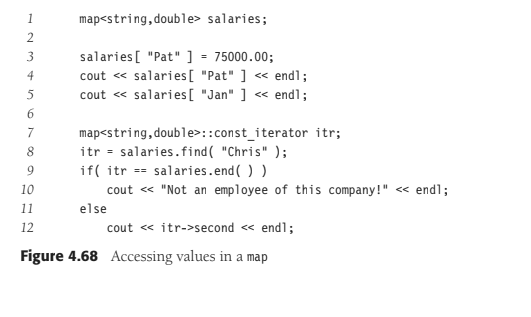 1 map<string,double> salaries;
2
3 salaries[ "Pat" ] = 75000.00;
4 cout << salaries[ "Pat" ] << endl;
5 cout << salaries[ "Jan" ] << endl;
6
7 map<string,double>::const_iterator itr;
8 itr = salaries.find( "Chris" );
9 if( itr == salaries.end( ) )
10 cout << "Not an employee of this company!" << endl;
11 else
12 cout << itr->second << endl;
Figure 4.68 Accessing values in a map